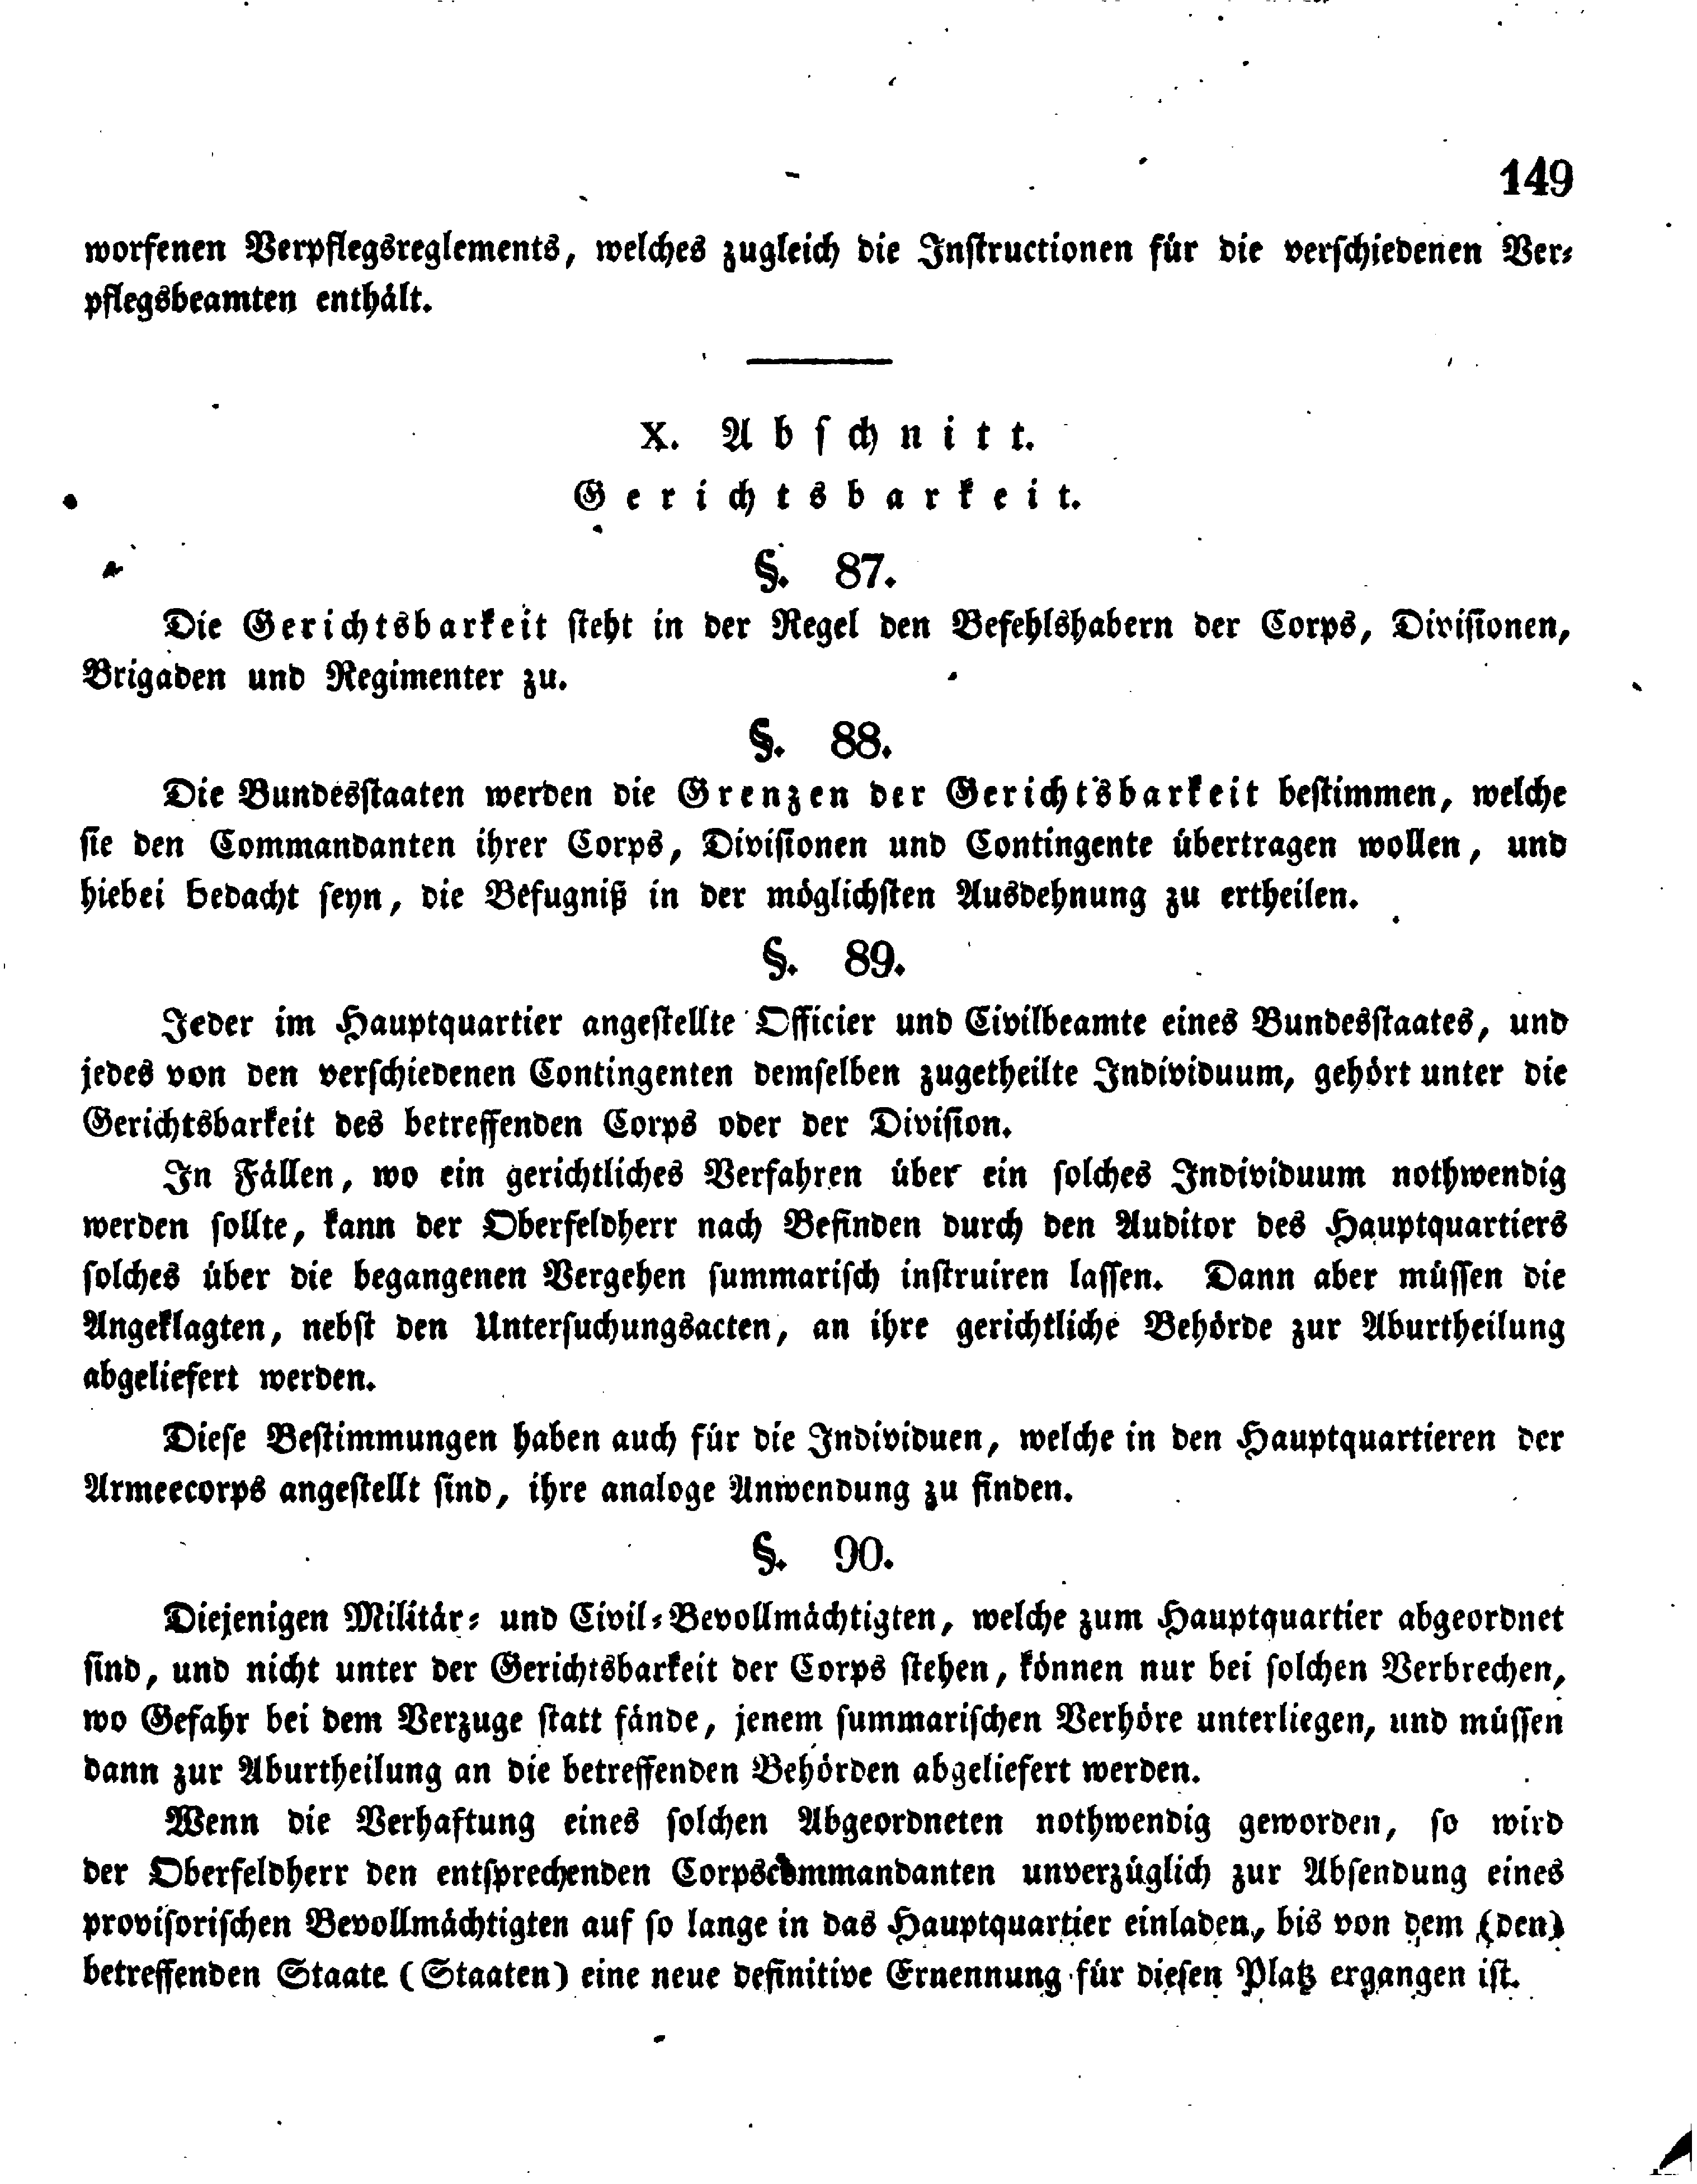 149
worfenen Verpflegsreglements, welches zugleich die Instructionen für die verschiedenen Ver-
pflegsbeamten enthält.
X. Abschnitt.
Gerichtsbarkeit.
§. 87.
Die Gerichtsbarkeit steht in der Regel den Befehlshabern der Corps, Divisionen,
Brigaden und Regimenter zu.
§. 88.
Die Bundesstaaten werden die Grenzen der Gerichtsbarkeit bestimmen, welche
sie den Commandanten ihrer Corps, Divisionen und Contingente übertragen wollen, und
hiebei bedacht seyn, die Befugniß in der möglichsten Ausdehnung zu ertheilen.
§. 89.
Jeder im Hauptquartier angestellte Officier und Civilbeamte eines Bundesstaates, und
jedes von den verschiedenen Contingenten demselben zugetheilte Individuum, gehört unter die
Gerichtsbarkeit des betreffenden Corps oder der Division.
In Fällen, wo ein gerichtliches Verfahren über ein solches Individuum nothwendig
werden sollte, kann der Oberfeldherr nach Befinden durch den Auditor des Hauptquartiers
solches über die begangenen Vergehen summarisch instruiren lassen. Dann aber müssen die
Angeklagten, nebst den Untersuchungsacten, an ihre gerichtliche Behörde zur Aburtheilung
abgeliefert werden.
Diese Bestimmungen haben auch für die Individuen, welche in den Hauptquartieren der
Armeecorps angestellt sind, ihre analoge Anwendung zu finden.
§. 90.
Diejenigen Militär- und Civil-Bevollmächtigten, welche zum Hauptquartier abgeordnet
sind, und nicht unter der Gerichtsbarkeit der Corps stehen, können nur bei solchen Verbrechen,
wo Gefahr bei dem Verzuge statt fände, jenem summarischen Verhöre unterliegen, und müssen
dann zur Aburtheilung an die betreffenden Behörden abgeliefert werden.
Wenn die Verhaftung eines solchen Abgeordneten nothwendig geworden, so wird
der Oberfeldherr den entsprechenden Corpscommandanten unverzüglich zur Absendung eines
provisorischen Bevollmächtigten auf so lange in das Hauptquartier einladen, bis von dem (den)
betreffenden Staate (Staaten) eine neue definitive Ernennung für diesen Platz ergangen ist.